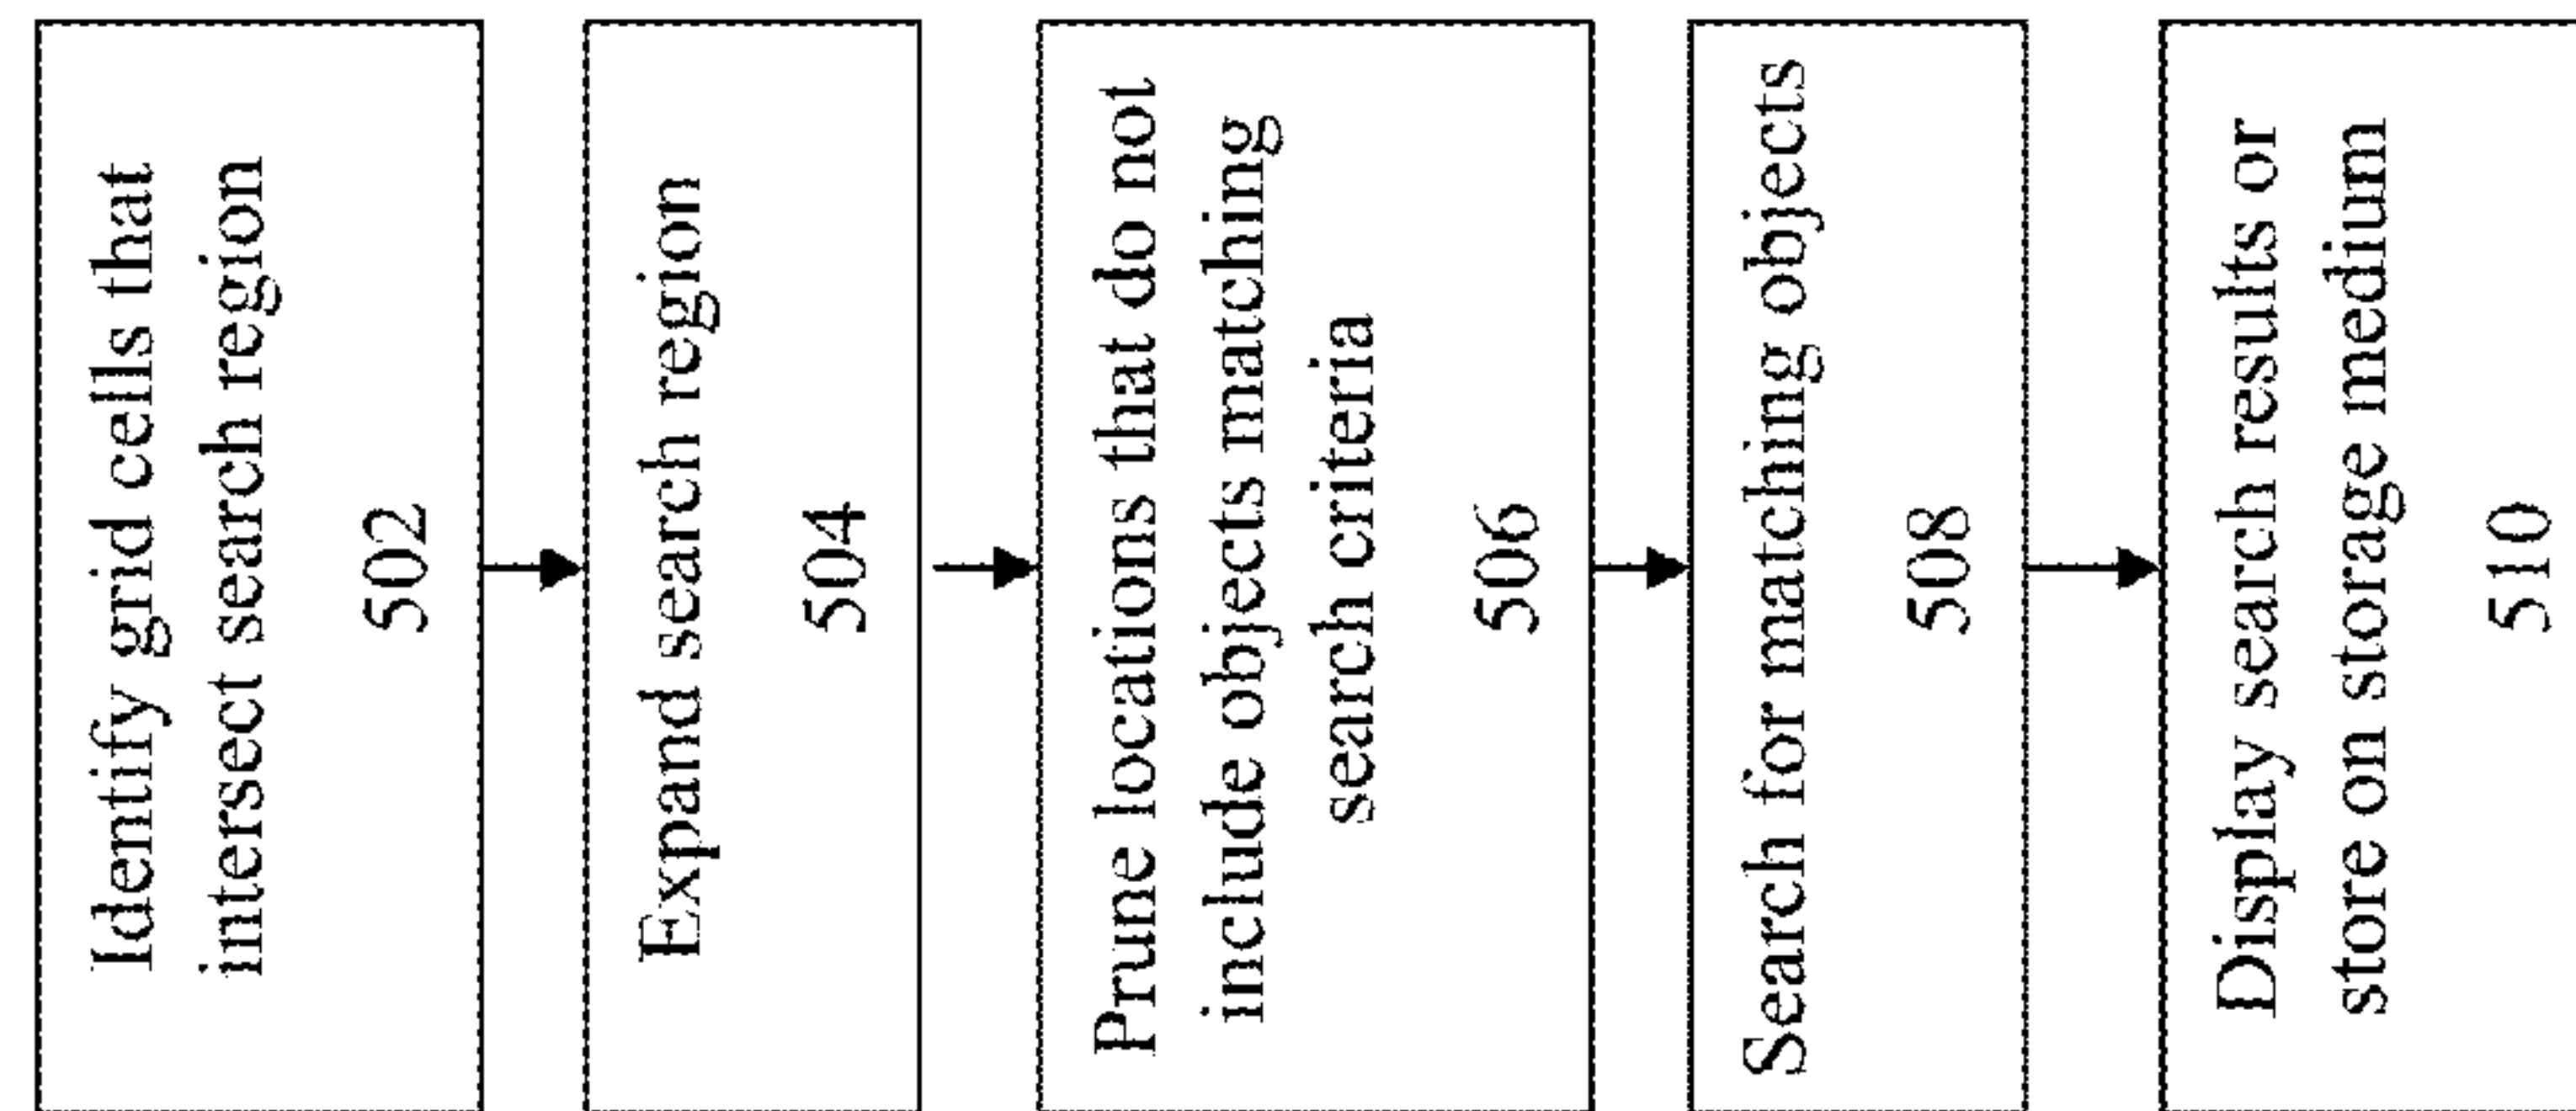 Identify grid cells that
intersect search region
502
Expand search region
504
Prune locations that do not
include objects matching
search criteria
506
Search for matching objects
508
Display search results or
store on storage medium
510